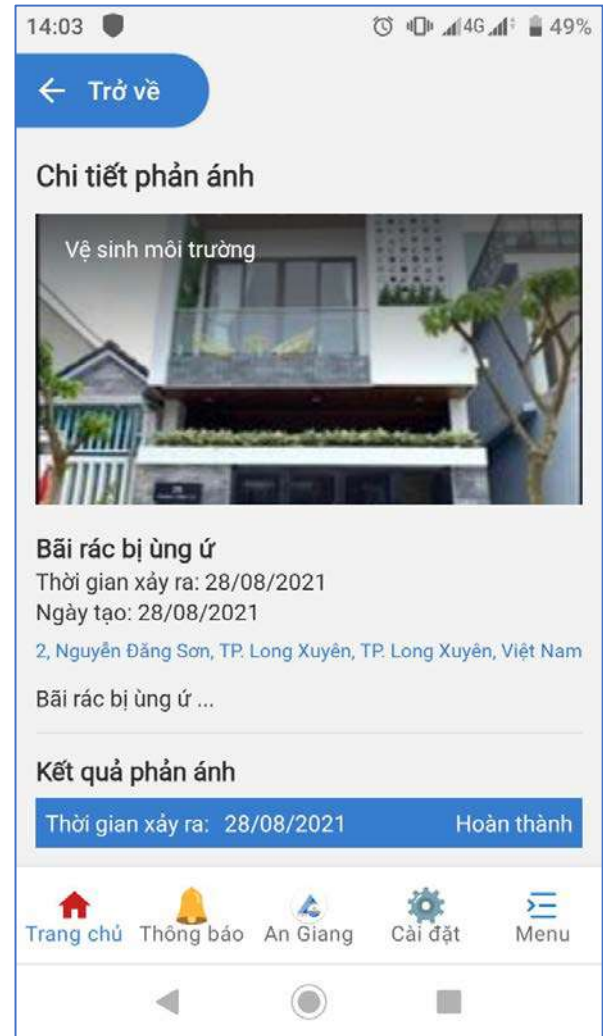 14:03 4G 49%
Trở về
Chi tiết phản ánh
Vệ sinh môi trường
Bãi rác bị ùng ứ
Thời gian xảy ra: 28/08/2021
Ngày tạo: 28/08/2021
2, Nguyễn Đăng Sơn, TP. Long Xuyên, TP. Long Xuyên, Việt Nam
Bãi rác bị ùng ứ ...
Kết quả phản ánh
Thời gian xảy ra: 28/08/2021 Hoàn thành
Trang chủ Thông báo An Giang Cài đặt Menu